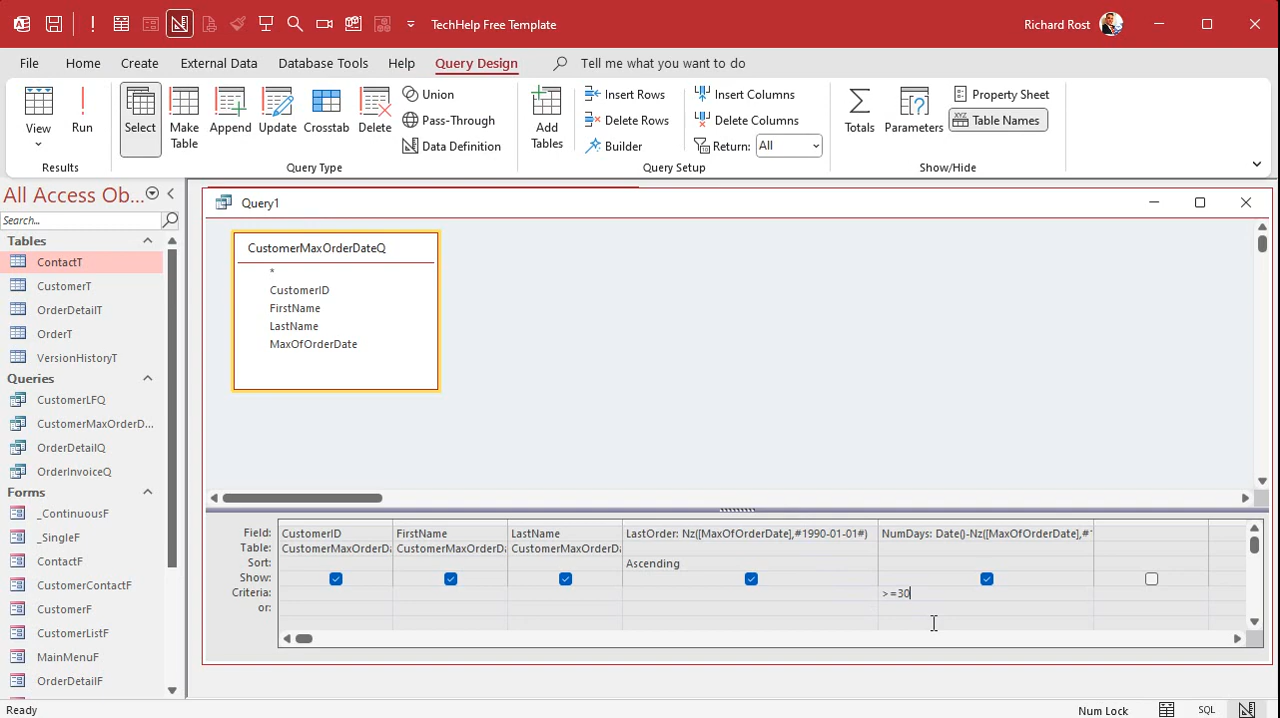 TechHelp Free Template
Richard Rost
File Home Create External Data Database Tools Help Query Design Tell me what you want to do
View
Run
Select
Make Table
Append
Update
Crosstab
Delete
Union
Pass-Through
Data Definition
Add Tables
Insert Rows
Delete Rows
Builder
Insert Columns
Delete Columns
Return: All
Totals
Parameters
Property Sheet
XYZ Table Names
Results
Query Type
Query Setup
Show/Hide
All Access Ob...
Search...
Tables
ContactT
CustomerT
OrderDetailT
OrderT
VersionHistoryT
Queries
CustomerLFQ
CustomerMaxOrderD...
OrderDetailQ
OrderInvoiceQ
Forms
_ContinuousF
_SingleF
ContactF
CustomerContactF
CustomerF
CustomerListF
MainMenuF
OrderDetailF
Query1
CustomerMaxOrderDateQ
*
CustomerID
FirstName
LastName
MaxOfOrderDate
Field: CustomerID FirstName LastName LastOrder: Nz([MaxOfOrderDate],#1990-01-01#) NumDays: Date()-Nz([MaxOfOrderDate],#
Table: CustomerMaxOrderDa CustomerMaxOrderDa CustomerMaxOrderDa
Sort: Ascending
Show:
Criteria: >=30
or:
Ready
Num Lock
SQL